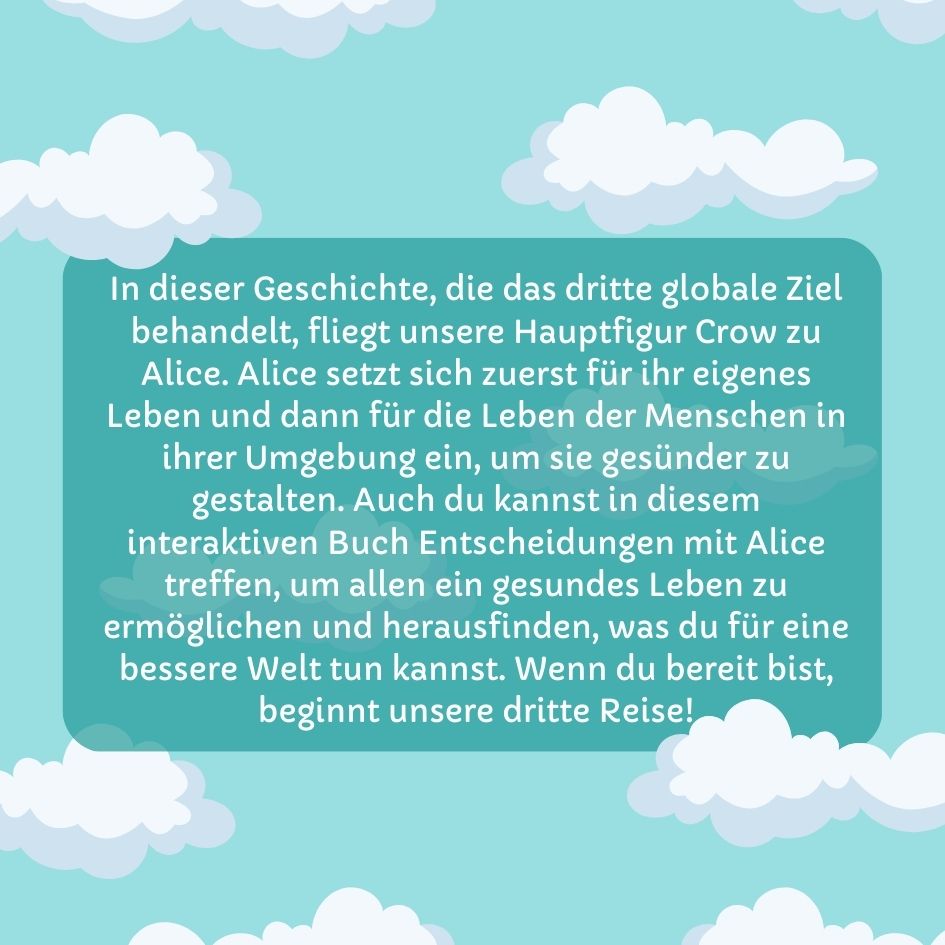 In dieser Geschichte, die das dritte globale Ziel
behandelt, fliegt unsere Hauptfigur Crow zu
Alice. Alice setzt sich zuerst für ihr eigenes
Leben und dann für die Leben der Menschen in
ihrer Umgebung ein, um sie gesünder zu
gestalten. Auch du kannst in diesem
interaktiven Buch Entscheidungen mit Alice
treffen, um allen ein gesundes Leben zu
ermöglichen und herausfinden, was du für eine
bessere Welt tun kannst. Wenn du bereit bist,
beginnt unsere dritte Reise!